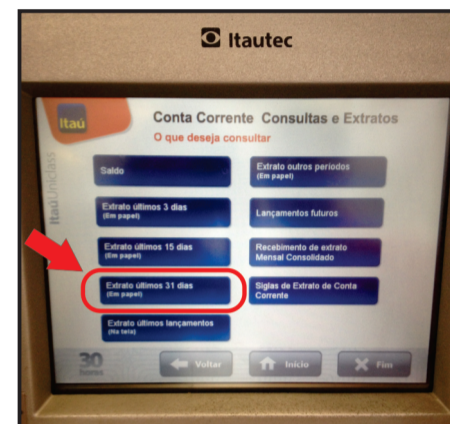 Itautec
Itaú
Conta Corrente Consultas e Extratos
O que deseja consultar
Itaú Uniclass
Saldo
Extrato últimos 3 dias
(Em papel)
Extrato últimos 15 dias
(Em papel)
Extrato últimos 31 dias
(Em papel)
Extrato últimos lançamentos
(Na tela)
Extrato outros períodos
(Em papel)
Lançamentos futuros
Recebimento de extrato
Mensal Consolidado
Siglas de Extrato de Conta
Corrente
30
horas
Voltar
Início
Fim